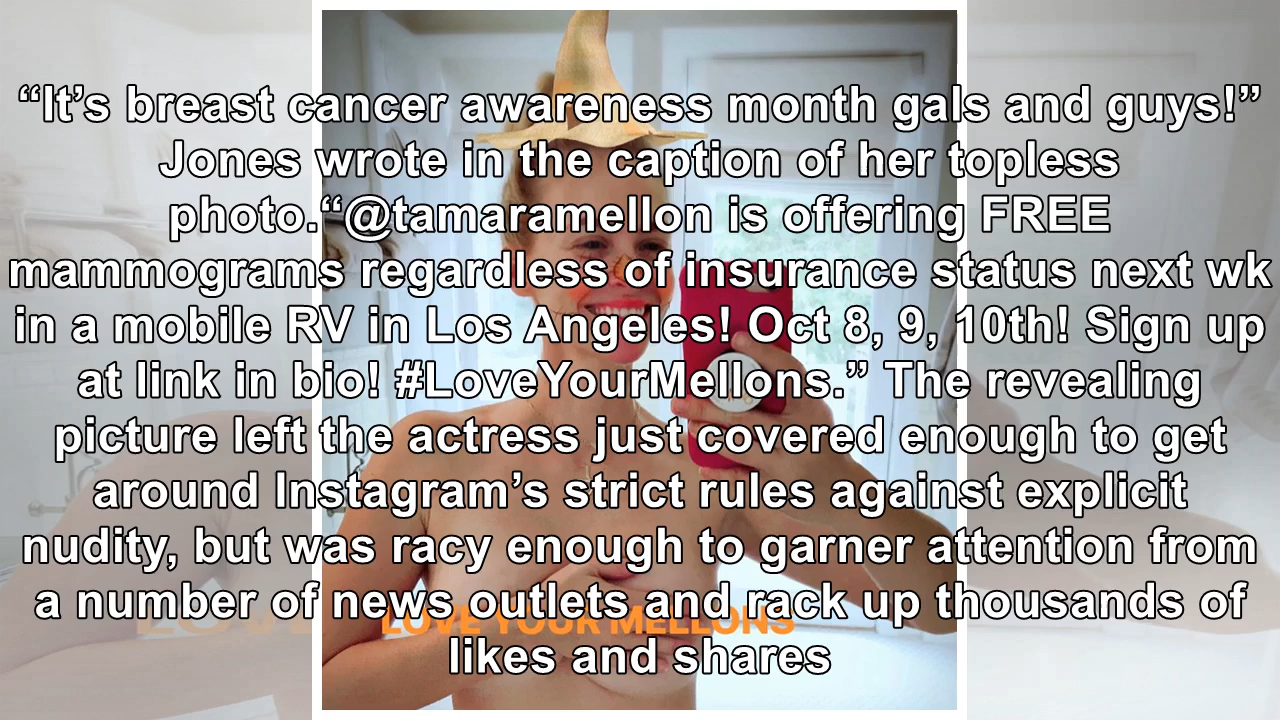 “It’s breast cancer awareness month gals and guys!”
Jones wrote in the caption of her topless
photo.“@tamaramellon is offering FREE
mammograms regardless of insurance status next wk
in a mobile RV in Los Angeles! Oct 8, 9, 10th! Sign up
at link in bio! #LoveYourMellons.” The revealing
picture left the actress just covered enough to get
around Instagram’s strict rules against explicit
nudity, but was racy enough to garner attention from
a number of news outlets and rack up thousands of
LOVE YOUR MELLONS
likes and shares